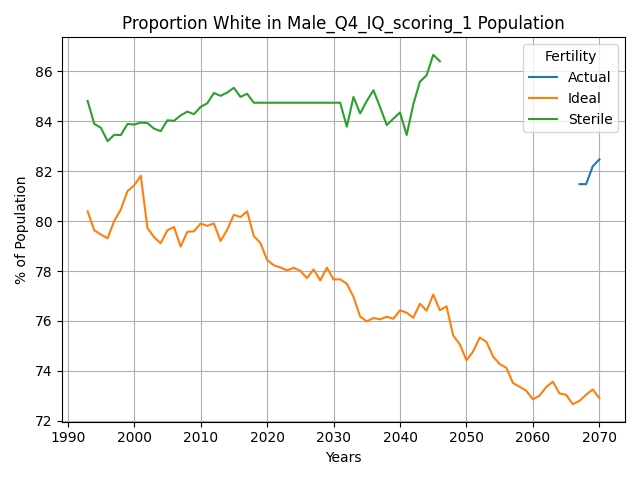 Proportion White in Male_Q4_IQ_scoring_1 Population
Fertility
Actual
Ideal
Sterile
% of Population
86
84
82
80
78
76
74
72
1990 2000 2010 2020 2030 2040 2050 2060 2070
Years